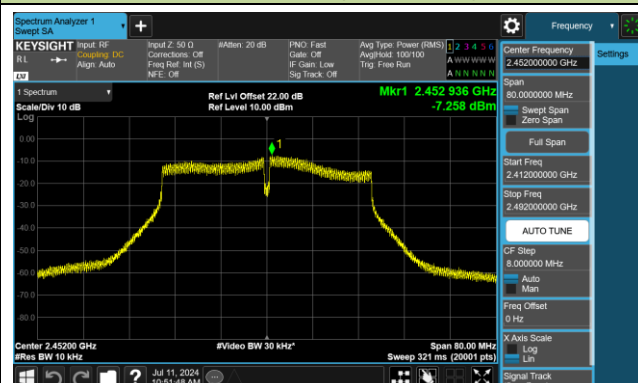 Spectrum Analyzer 1
Swept SA
Frequency
KEYSIGHT
RL
LXI
Input: RF
Coupling: DC
Align: Auto
Input Z: 50 Ω
Corrections: Off
Freq Ref: Int (S)
NFE: Off
#Atten: 20 dB
PNO: Fast
Gate: Off
IF Gain: Low
Sig Track: Off
Avg Type: Power (RMS)
Avg|Hold: 100/100
Trig: Free Run
1 2 3 4 5 6
A W W W W W
A N N N N N
Center Frequency
2.452000000 GHz
Settings
Span
80.0000000 MHz
Swept Span
Zero Span
Full Span
Start Freq
2.412000000 GHz
Stop Freq
2.492000000 GHz
AUTO TUNE
CF Step
8.000000 MHz
Auto
Man
Freq Offset
0 Hz
X Axis Scale
Log
Lin
Signal Track
1 Spectrum
Scale/Div 10 dB
Log
Ref Lvl Offset 22.00 dB
Ref Level 10.00 dBm
Mkr1 2.452 936 GHz
-7.258 dBm
1
0.00
-10.0
-20.0
-30.0
-40.0
-50.0
-60.0
-70.0
-80.0
Center 2.45200 GHz
#Res BW 10 kHz
#Video BW 30 kHz*
Span 80.00 MHz
Sweep 321 ms (20001 pts)
Jul 11, 2024
10:51:48 AM